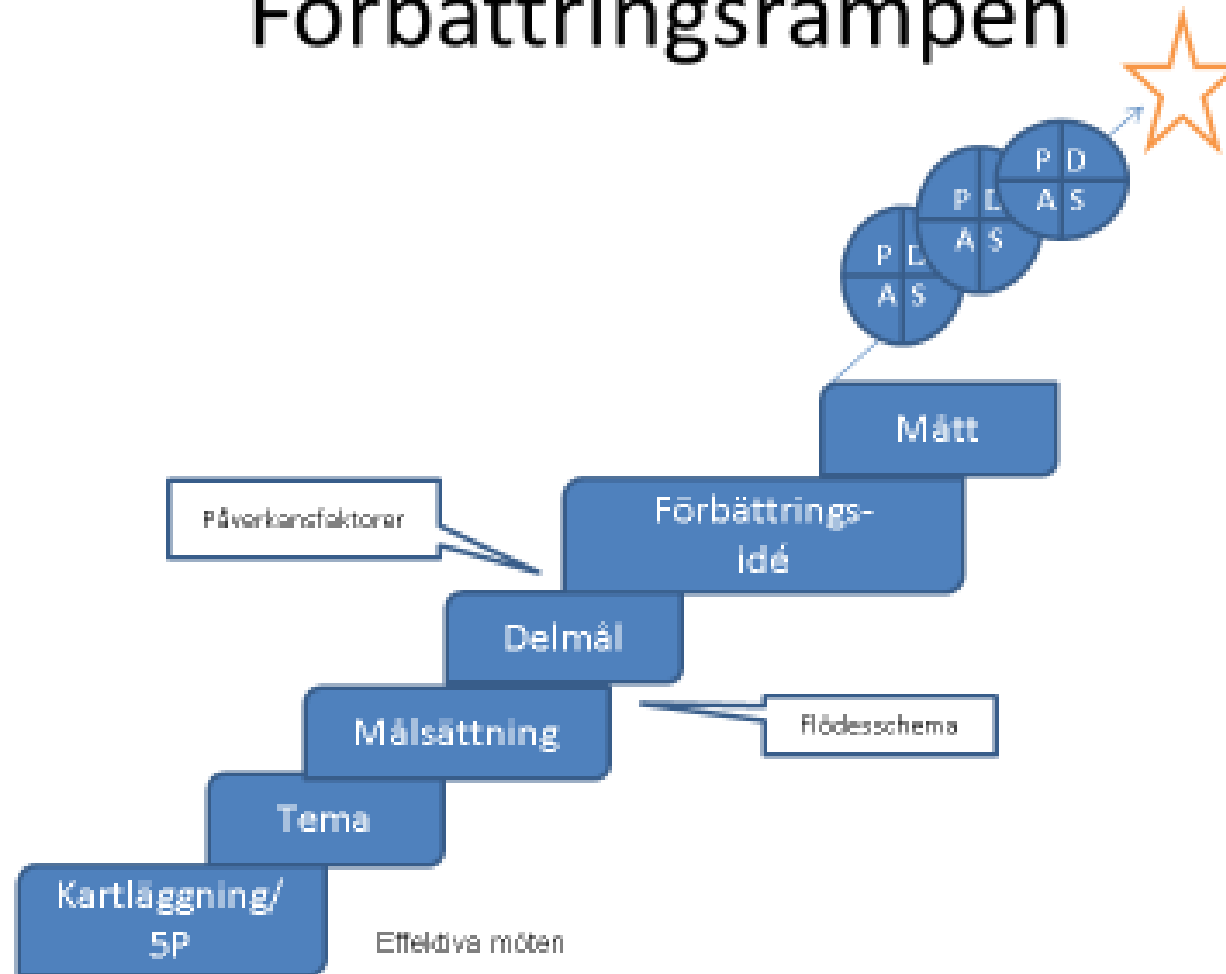 Förbättringsrampen
P D
A S
P D
A S
P D
A S
Mått
Påverkansfaktorer
Förbättrings-
idé
Delmål
Målsättning
Flödesschema
Tema
Kartläggning/
5P
Effektiva möten